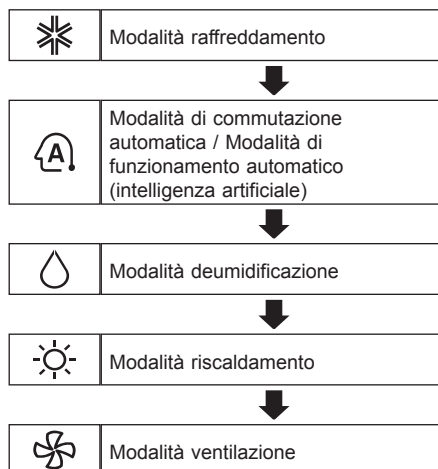 Modalità raffreddamento
A
Modalità di commutazione
automatica / Modalità di
funzionamento automatico
(intelligenza artificiale)
Modalità deumidificazione
Modalità riscaldamento
Modalità ventilazione